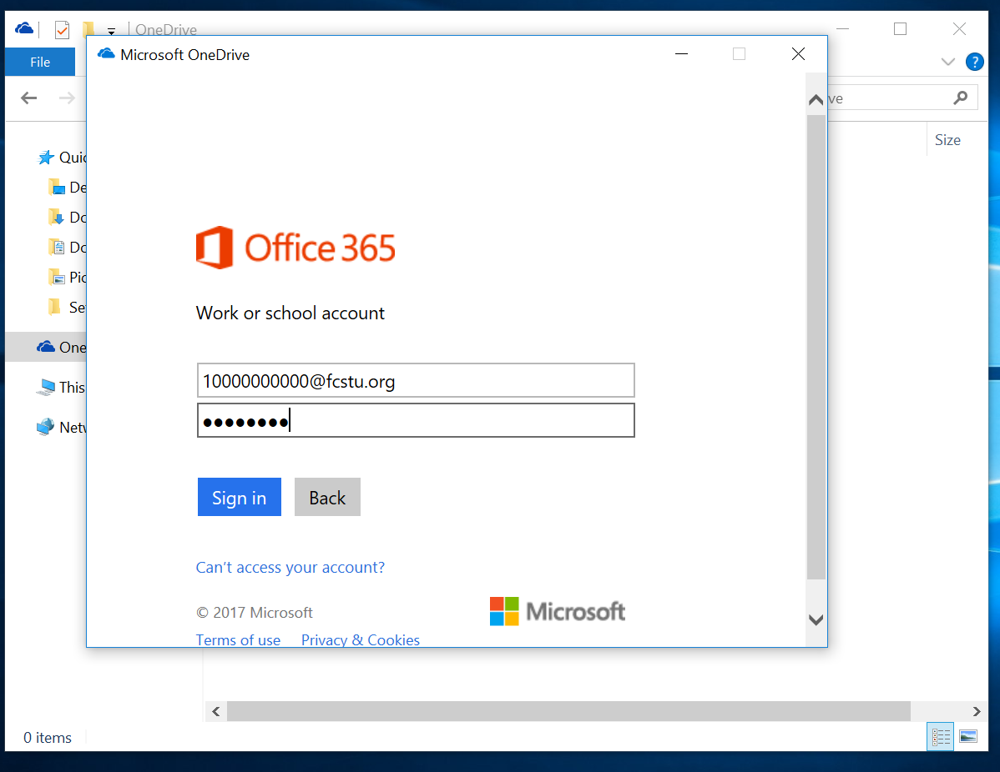 OneDrive
Microsoft OneDrive
File
?
ve
Size
Quic
De
Do
Do
Pic
Se
One
This
Netw
Office 365
Work or school account
10000000000@fcstu.org
••••••••
Sign in
Back
Can't access your account?
© 2017 Microsoft
Microsoft
Terms of use
Privacy & Cookies
0 items